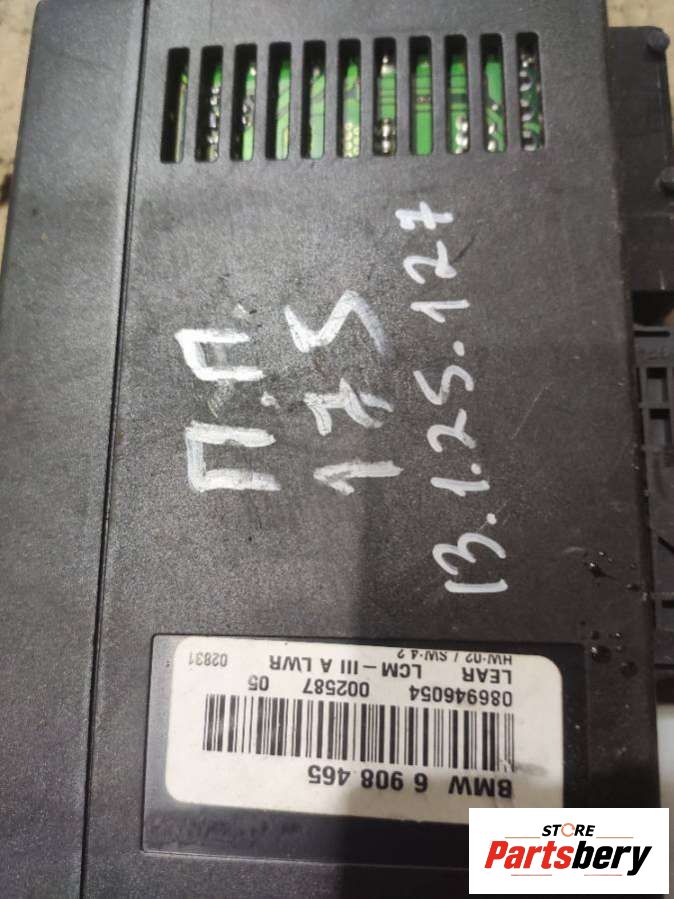 П.П.
175
13.1.25.127
BMW 6 908 465
086946054 002587 05
LEAR LCM-III A LWR
HW-02 / SW-4.2 02831
STORE
Partsbery